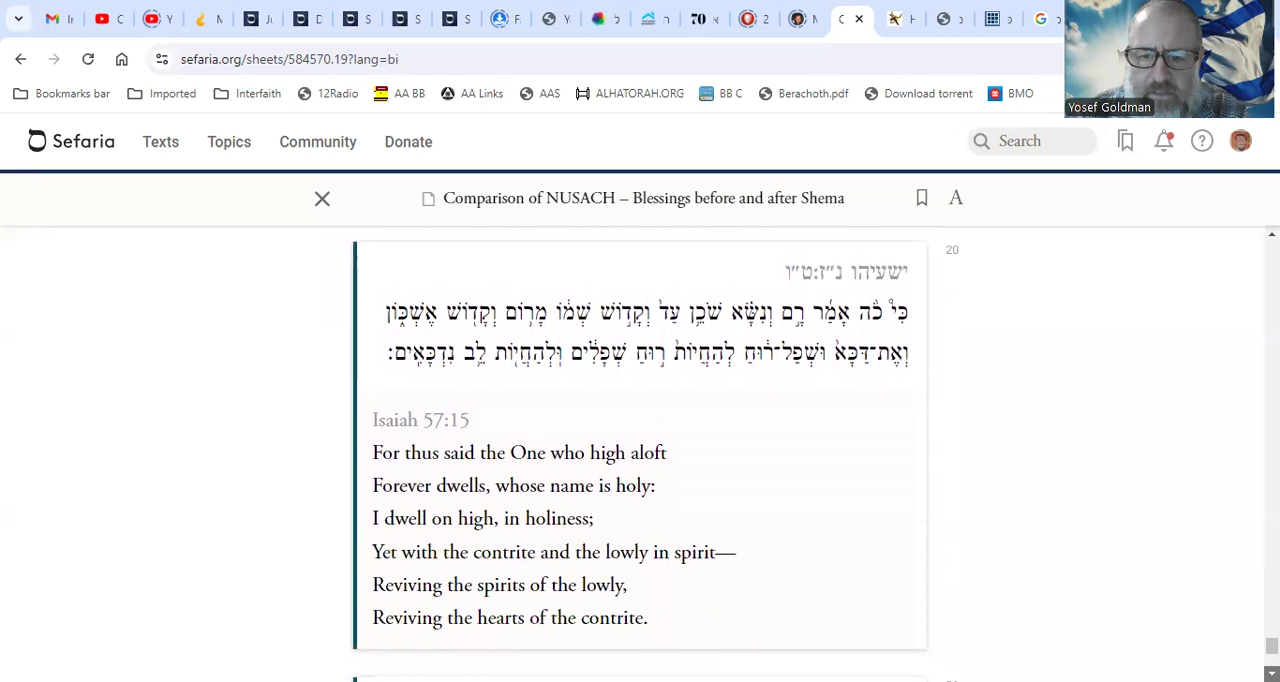 Ir
C
Y
M
Ju
D
S
S
S
F
Y
70
2
M
C
H
sefaria.org/sheets/584570.19?lang=bi
Bookmarks bar
Imported
Interfaith
12Radio
AA BB
AA Links
AAS
ALHATORAH.ORG
BB C
Berachoth.pdf
Download torrent
BMO
Yosef Goldman
Sefaria
Texts
Topics
Community
Donate
Search
Comparison of NUSACH – Blessings before and after Shema
A
20
ישעיהו נ״ז:ט״ו
כִּי֩ כֹ֨ה אָמַ֜ר רָ֣ם וְנִשָּׂ֗א שֹׁכֵ֥ן עַד֙ וְקָד֣וֹשׁ שְׁמ֔וֹ מָר֥וֹם וְקָד֖וֹשׁ אֶשְׁכּ֑וֹן
וְאֶת־דַּכָּא֙ וּשְׁפַל־ר֔וּחַ לְהַחֲיוֹת֙ ר֣וּחַ שְׁפָלִ֔ים וּֽלְהַחֲי֖וֹת לֵ֥ב נִדְכָּאִֽים׃
Isaiah 57:15
For thus said the One who high aloft
Forever dwells, whose name is holy:
I dwell on high, in holiness;
Yet with the contrite and the lowly in spirit—
Reviving the spirits of the lowly,
Reviving the hearts of the contrite.